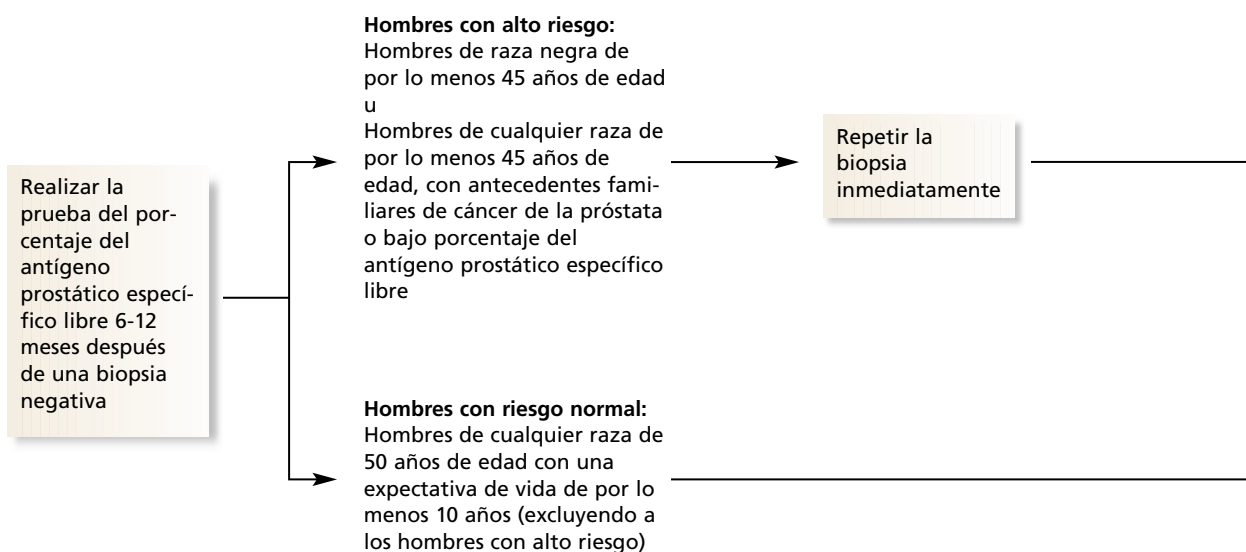 Realizar la
prueba del por-
centaje del
antígeno
prostático especí-
fico libre 6-12
meses después
de una biopsia
negativa
Hombres con alto riesgo:
Hombres de raza negra de
por lo menos 45 años de edad
u
Hombres de cualquier raza de
por lo menos 45 años de
edad, con antecedentes fami-
liares de cáncer de la próstata
o bajo porcentaje del
antígeno prostático específico
libre
Repetir la
biopsia
inmediatamente
Hombres con riesgo normal:
Hombres de cualquier raza de
50 años de edad con una
expectativa de vida de por lo
menos 10 años (excluyendo a
los hombres con alto riesgo)